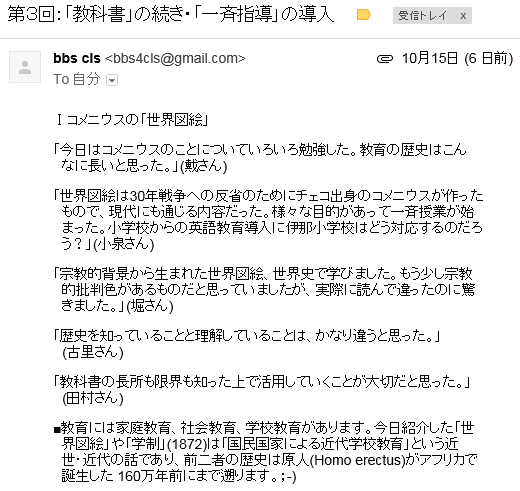 第3回：「教科書」の続き・「一斉指導」の導入
受信トレイ x
bbs cls <bbs4cls@gmail.com>
10月15日 (6 日前)
To 自分
Ⅰコメニウスの「世界図絵」
「今日はコメニウスのことについていろいろ勉強した。教育の歴史はこん
なに長いと思った。」(戴さん)
「世界図絵は30年戦争への反省のためにチェコ出身のコメニウスが作った
もので、現代にも通じる内容だった。様々な目的があって一斉授業が始
まった。小学校からの英語教育導入に伊那小学校はどう対応するのだろ
う？」(小泉さん)
「宗教的背景から生まれた世界図絵、世界史で学びました。もう少し宗教
的批判色があるものだと思っていましたが、実際に読んで違ったのに驚
きました。」(堀さん)
「歴史を知っていることと理解していることは、かなり違うと思った。」
(古里さん)
「教科書の長所も限界も知った上で活用していくことが大切だと思った。」
(田村さん)
■教育には家庭教育、社会教育、学校教育があります。今日紹介した「世
界図絵」や「学制」(1872)は「国民国家による近代学校教育」という近
世・近代の話であり、前二者の歴史は原人(Homo erectus)がアフリカで
誕生した 160万年前にまで遡ります。;-)